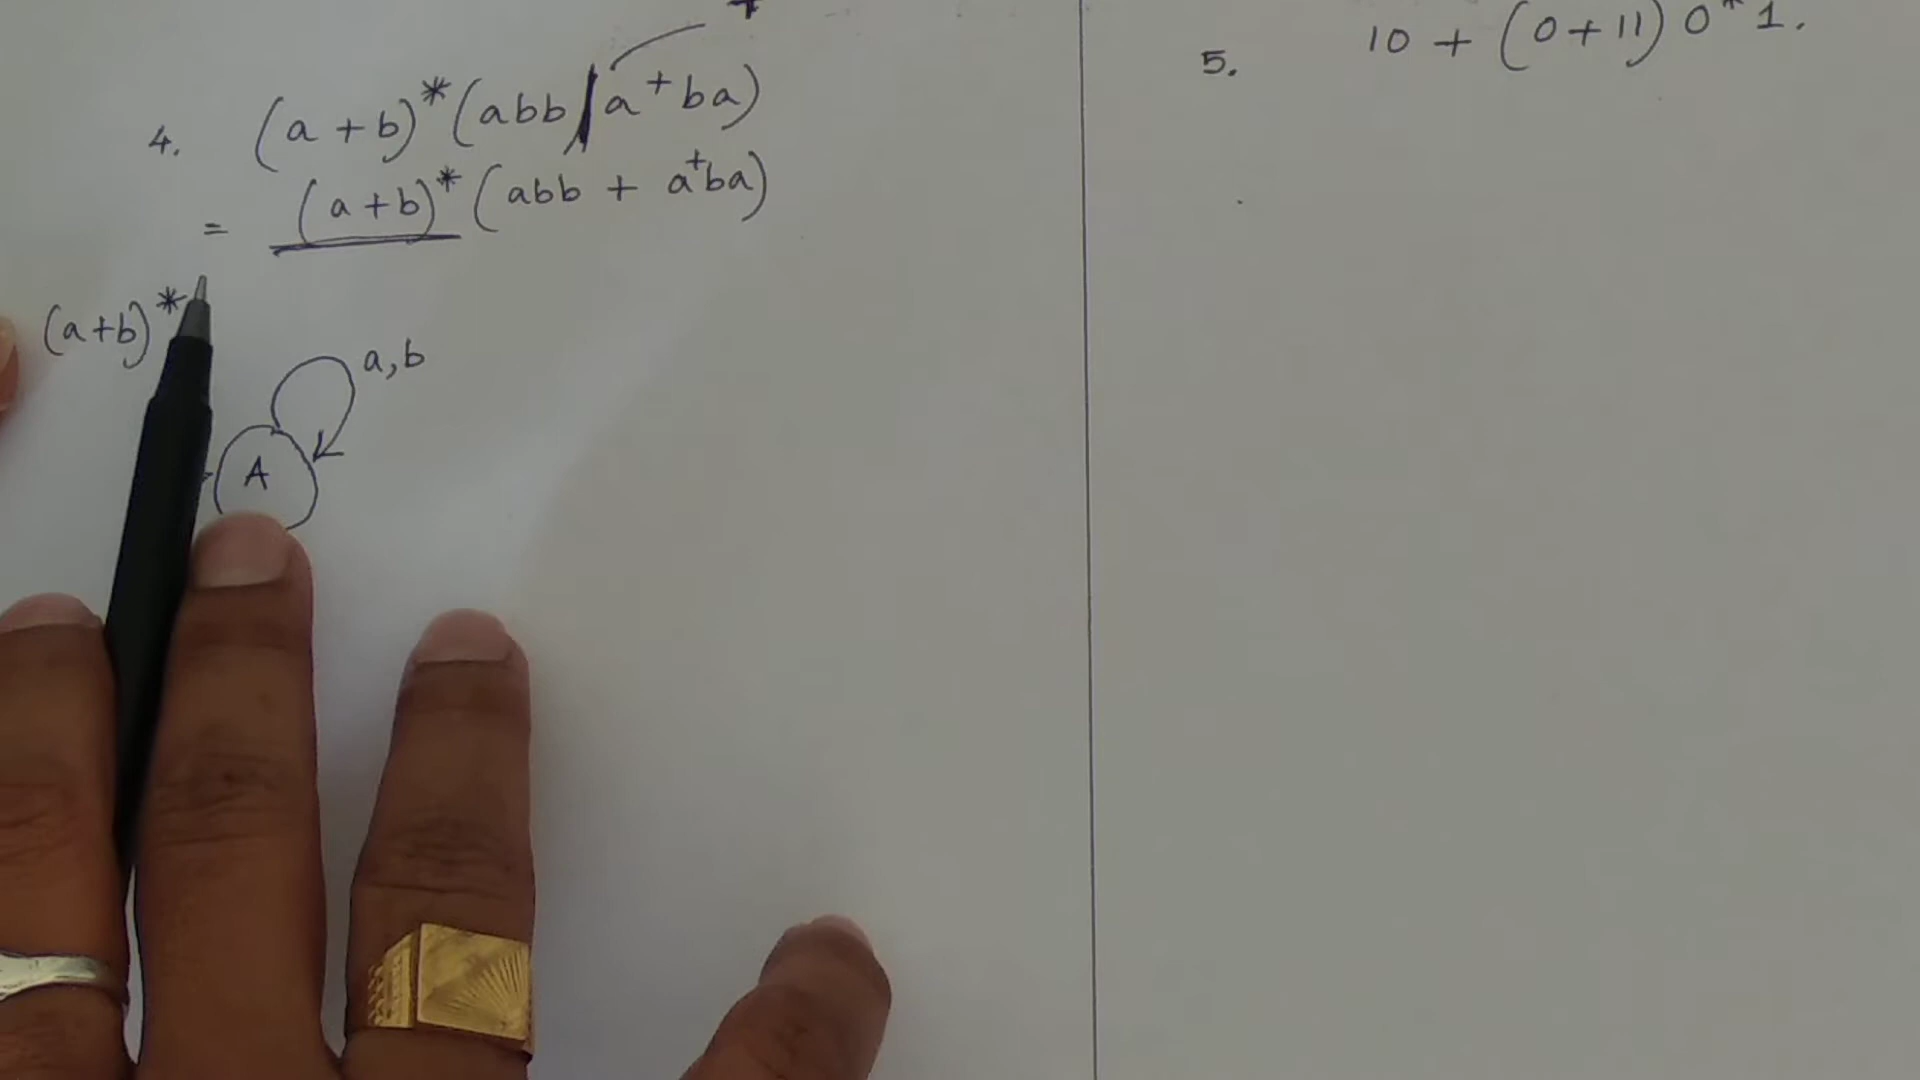 +
4. (a + b)* (abb | a⁺ba)
= (a + b)* (abb + a⁺ba)
(a+b)*
a, b
A
5. 10 + (0 + 11) 0* 1.